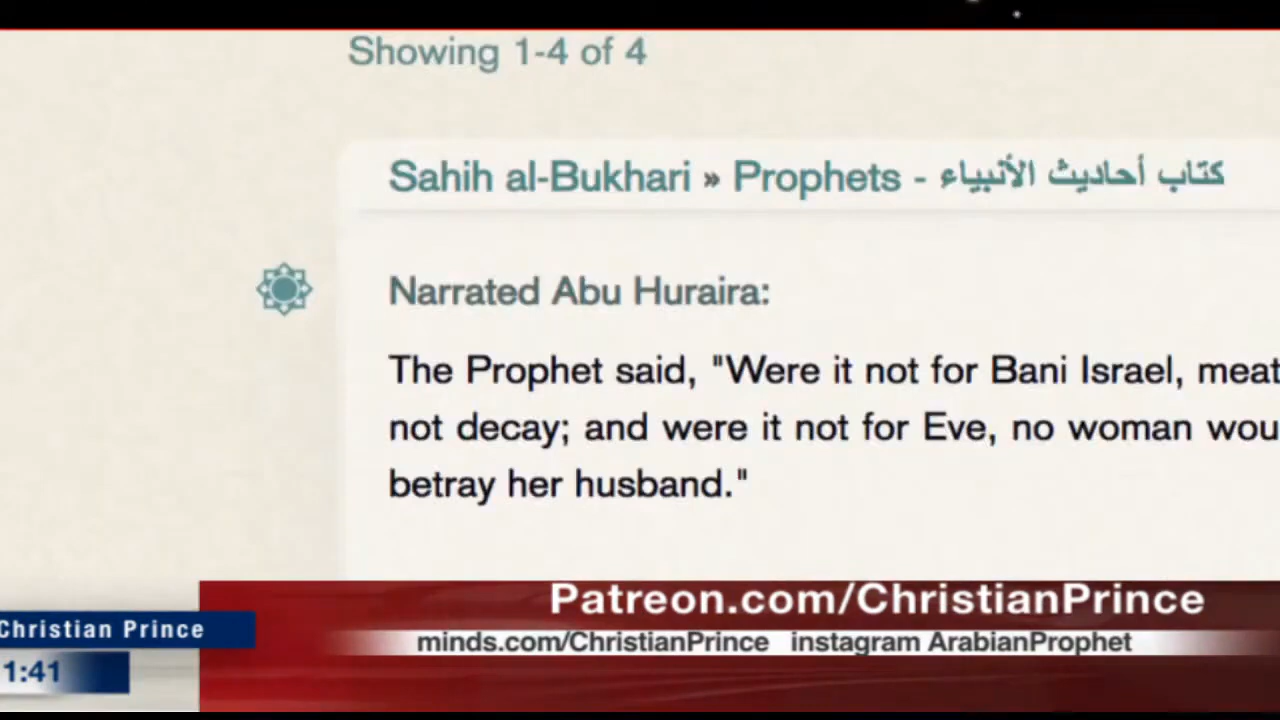 Showing 1-4 of 4
Sahih al-Bukhari » Prophets - كتاب أحاديث الأنبياء
Narrated Abu Huraira:
The Prophet said, "Were it not for Bani Israel, meat
not decay; and were it not for Eve, no woman wou
betray her husband."
Patreon.com/ChristianPrince
Christian Prince
minds.com/ChristianPrince instagram ArabianProphet
1:41